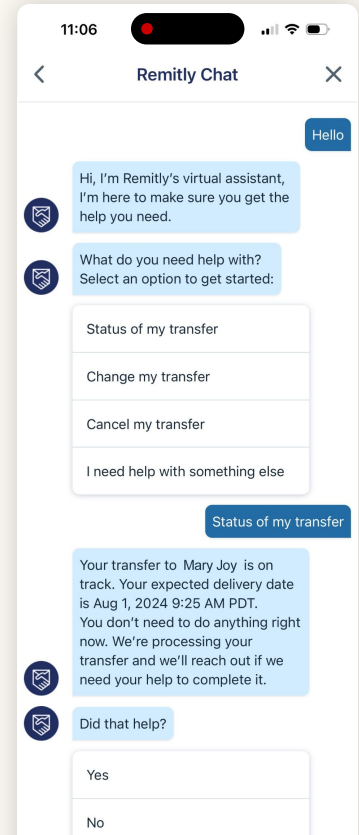 11:06
Remitly Chat
Hello
Hi, I'm Remitly's virtual assistant,
I'm here to make sure you get the
help you need.
What do you need help with?
Select an option to get started:
Status of my transfer
Change my transfer
Cancel my transfer
I need help with something else
Status of my transfer
Your transfer to Mary Joy is on
track. Your expected delivery date
is Aug 1, 2024 9:25 AM PDT.
You don't need to do anything right
now. We're processing your
transfer and we'll reach out if we
need your help to complete it.
Did that help?
Yes
No